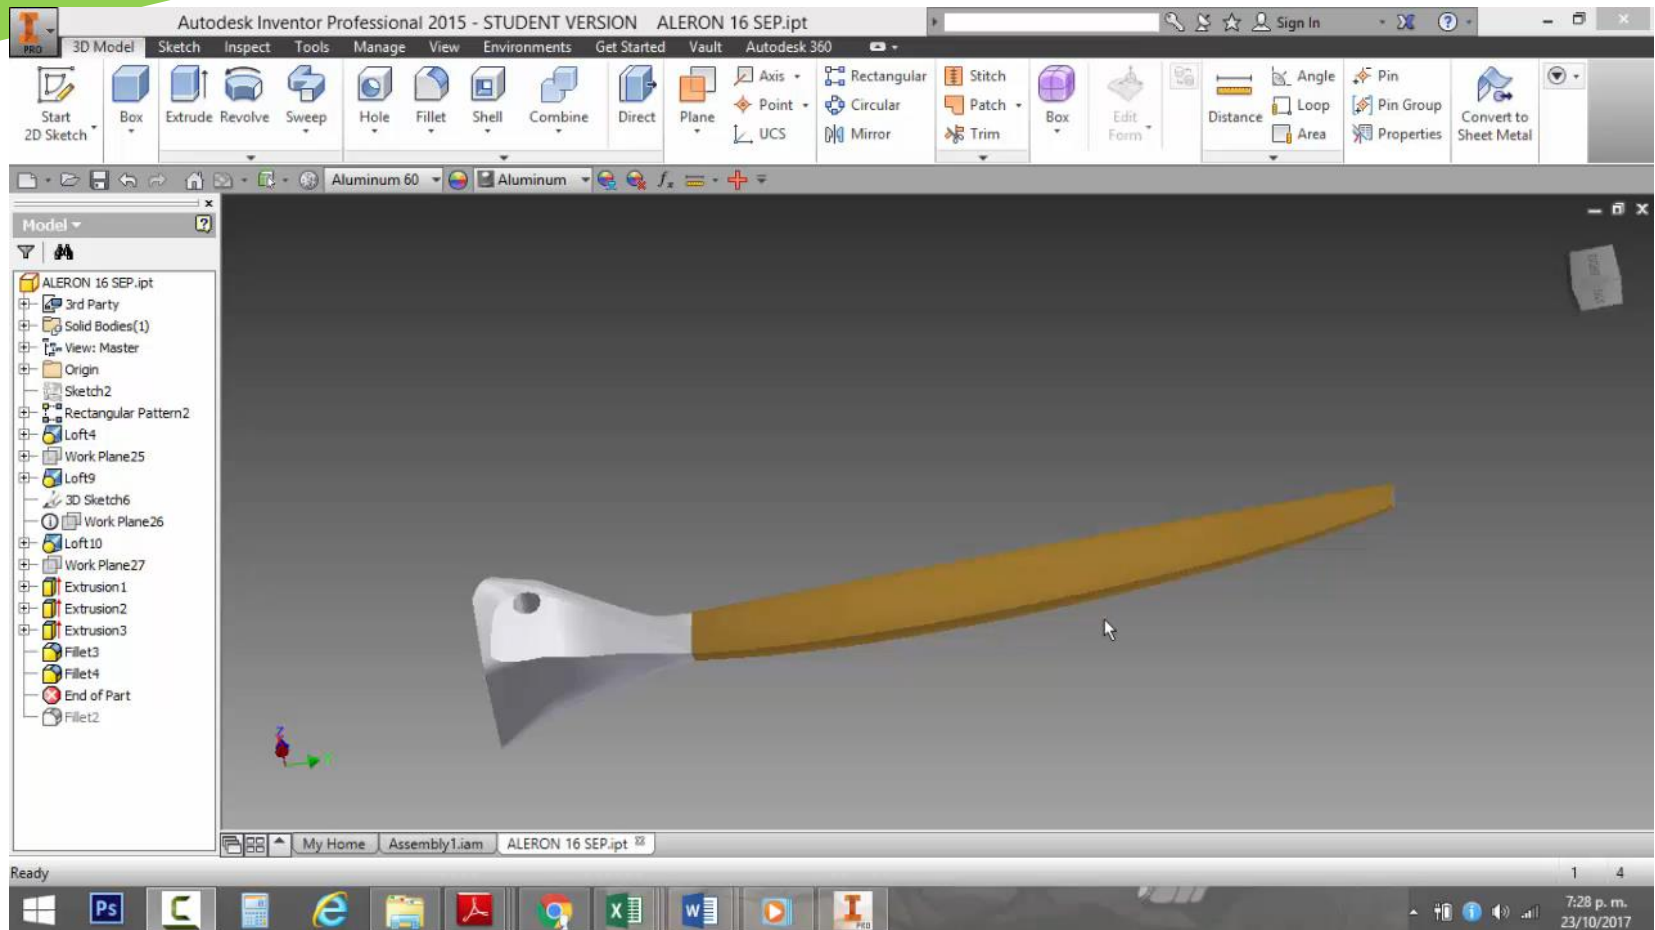 Autodesk Inventor Professional 2015 - STUDENT VERSION ALERON 16 SEP.ipt
Sign In
PRO
3D Model Sketch Inspect Tools Manage View Environments Get Started Vault Autodesk 360
Start
2D Sketch
Box
Extrude
Revolve
Sweep
Hole
Fillet
Shell
Combine
Direct
Plane
Axis
Point
UCS
Rectangular
Circular
Mirror
Stitch
Patch
Trim
Box
Edit
Form
Distance
Angle
Loop
Area
Pin
Pin Group
Properties
Convert to
Sheet Metal
Aluminum 60
Aluminum
Model
ALERON 16 SEP.ipt
3rd Party
Solid Bodies(1)
View: Master
Origin
Sketch2
Rectangular Pattern2
Loft4
Work Plane25
Loft9
3D Sketch6
Work Plane26
Loft10
Work Plane27
Extrusion1
Extrusion2
Extrusion3
Fillet3
Fillet4
End of Part
Fillet2
Z
My Home
Assembly1.iam
ALERON 16 SEP.ipt
Ready
1 4
Ps
PRO
7:28 p. m.
23/10/2017